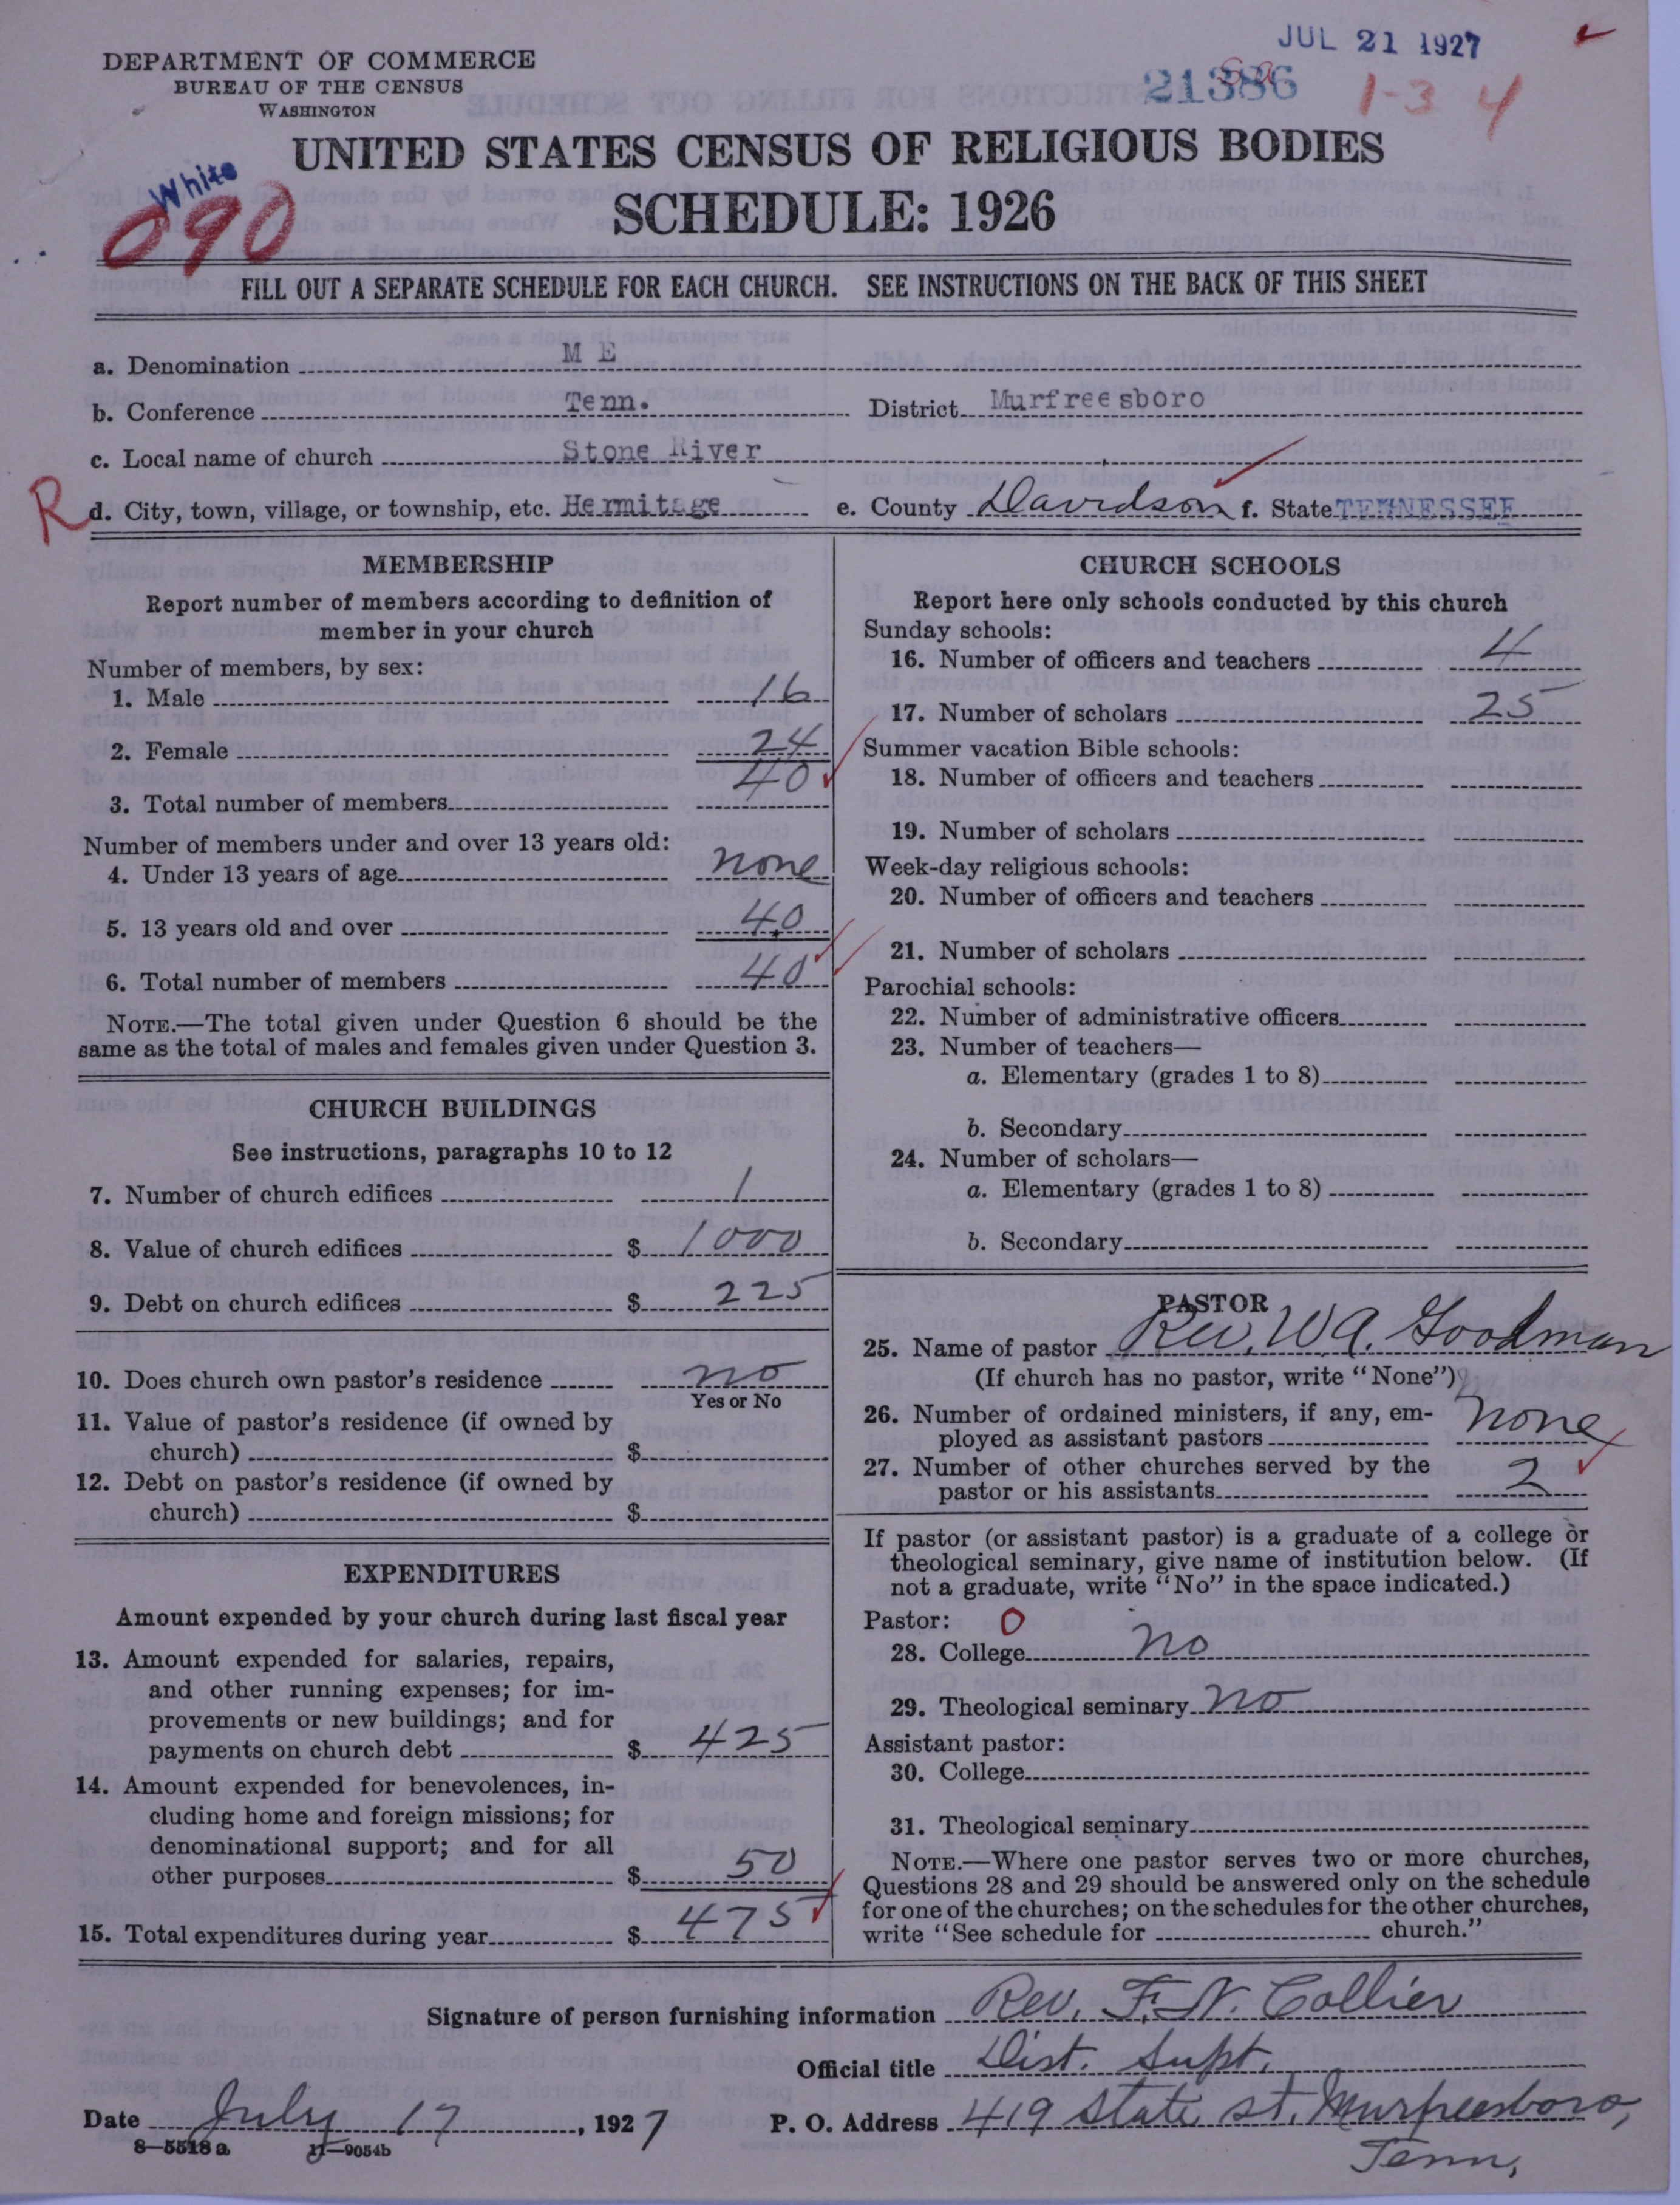 JUL 21 1927
DEPARTMENT OF COMMERCE
BUREAU OF THE CENSUS
WASHINGTON
21386
1-3 4
UNITED STATES CENSUS OF RELIGIOUS BODIES
White
090
SCHEDULE: 1926
FILL OUT A SEPARATE SCHEDULE FOR EACH CHURCH. SEE INSTRUCTIONS ON THE BACK OF THIS SHEET
a. Denomination M E
b. Conference Tenn. District Murfreesboro
c. Local name of church Stone River
R
d. City, town, village, or township, etc. Hermitage e. County Davidson f. State TENNESSEE
MEMBERSHIP
Report number of members according to definition of
member in your church
Number of members, by sex:
1. Male 16
2. Female 24
3. Total number of members 40
Number of members under and over 13 years old:
4. Under 13 years of age none
5. 13 years old and over 40
6. Total number of members 40
NOTE.—The total given under Question 6 should be the
same as the total of males and females given under Question 3.
CHURCH BUILDINGS
See instructions, paragraphs 10 to 12
7. Number of church edifices 1
8. Value of church edifices $ 1000
9. Debt on church edifices $ 225
10. Does church own pastor's residence no
Yes or No
11. Value of pastor's residence (if owned by
church) $
12. Debt on pastor's residence (if owned by
church) $
EXPENDITURES
Amount expended by your church during last fiscal year
13. Amount expended for salaries, repairs,
and other running expenses; for im-
provements or new buildings; and for
payments on church debt $ 425
14. Amount expended for benevolences, in-
cluding home and foreign missions; for
denominational support; and for all
other purposes $ 50
15. Total expenditures during year $ 475
CHURCH SCHOOLS
Report here only schools conducted by this church
Sunday schools:
16. Number of officers and teachers 4
17. Number of scholars 25
Summer vacation Bible schools:
18. Number of officers and teachers
19. Number of scholars
Week-day religious schools:
20. Number of officers and teachers
21. Number of scholars
Parochial schools:
22. Number of administrative officers
23. Number of teachers—
a. Elementary (grades 1 to 8)
b. Secondary
24. Number of scholars—
a. Elementary (grades 1 to 8)
b. Secondary
PASTOR
25. Name of pastor Rev. W. A. Goodman
(If church has no pastor, write "None")
26. Number of ordained ministers, if any, em-
ployed as assistant pastors none
27. Number of other churches served by the
pastor or his assistants 2
If pastor (or assistant pastor) is a graduate of a college or
theological seminary, give name of institution below. (If
not a graduate, write "No" in the space indicated.)
Pastor: 0
28. College no
29. Theological seminary no
Assistant pastor:
30. College
31. Theological seminary
NOTE.—Where one pastor serves two or more churches,
Questions 28 and 29 should be answered only on the schedule
for one of the churches; on the schedules for the other churches,
write "See schedule for church."
Signature of person furnishing information Rev. F. N. Collier
Official title Dist. Supt.
Date July 17, 1927 P. O. Address 419 State st. Murfreesboro,
Tenn,
8—5518 a 11—9054b